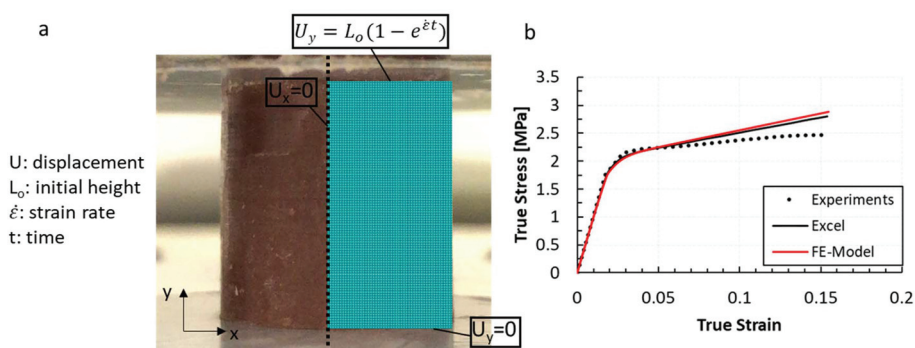 a
U_y = L_o(1 − e^{ε̇t})
U_x=0
U: displacement
L_o: initial height
ε̇: strain rate
t: time
y
x
U_y=0
b
True Stress [MPa]
3.5
3
2.5
2
1.5
1
0.5
0
0
0.05
0.1
0.15
0.2
True Strain
Experiments
Excel
FE-Model